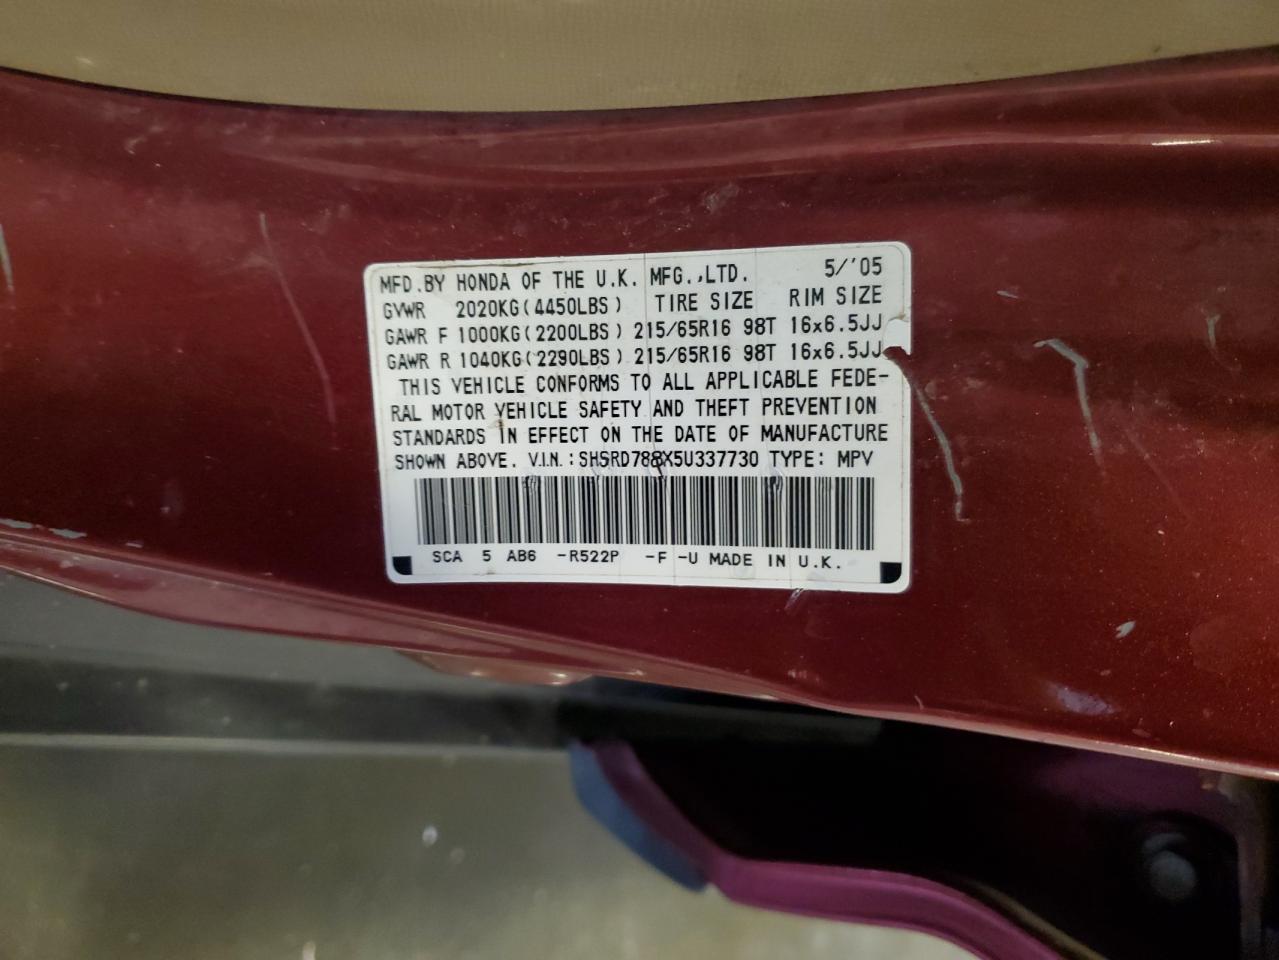 MFD.BY HONDA OF THE U.K. MFG.,LTD. 5/'05
GVWR 2020KG(4450LBS) TIRE SIZE RIM SIZE
GAWR F 1000KG(2200LBS) 215/65R16 98T 16x6.5JJ
GAWR R 1040KG(2290LBS) 215/65R16 98T 16x6.5JJ
THIS VEHICLE CONFORMS TO ALL APPLICABLE FEDE-
RAL MOTOR VEHICLE SAFETY AND THEFT PREVENTION
STANDARDS IN EFFECT ON THE DATE OF MANUFACTURE
SHOWN ABOVE. V.I.N.: SHSRD788X5U337730 TYPE: MPV
SCA 5 AB6 -R522P -F -U MADE IN U.K.